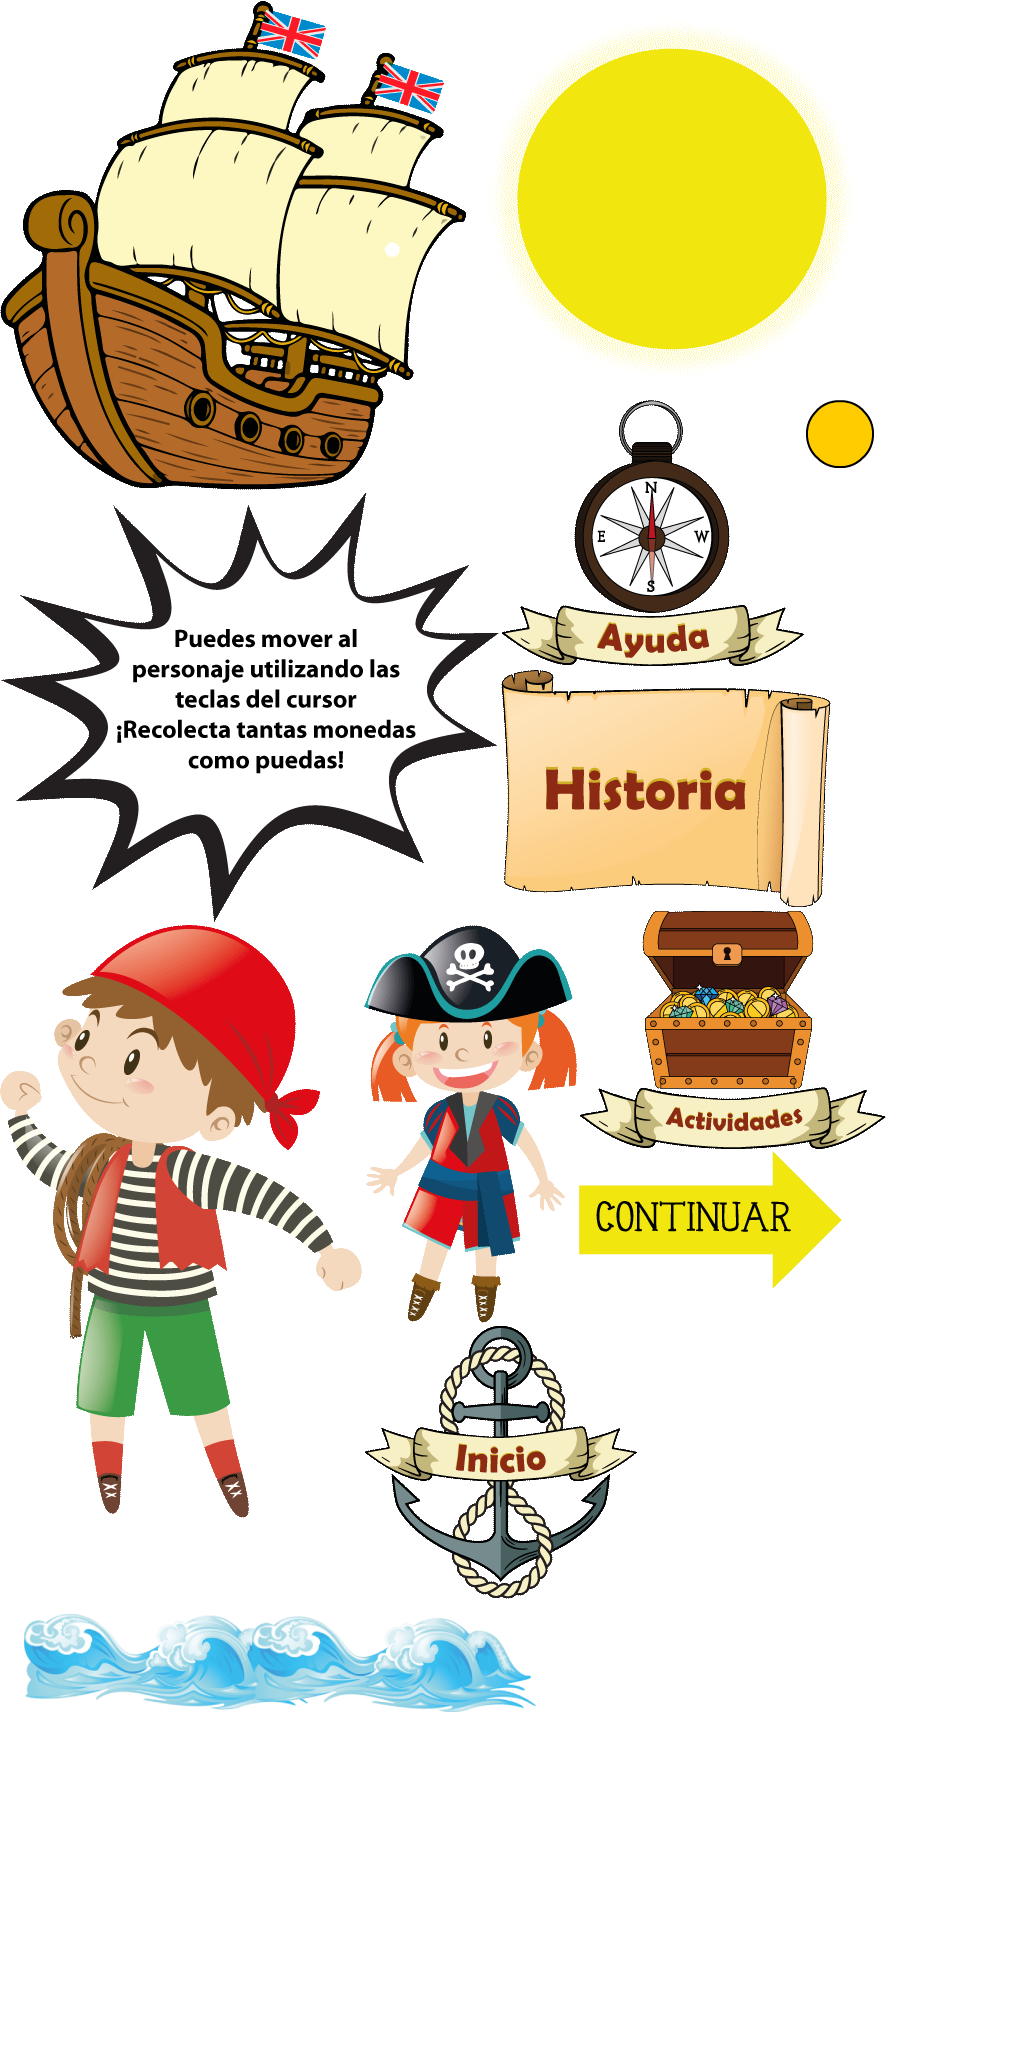 N
E W
S
Ayuda
Puedes mover al
personaje utilizando las
teclas del cursor
¡Recolecta tantas monedas
como puedas!
Historia
Actividades
CONTINUAR
Inicio